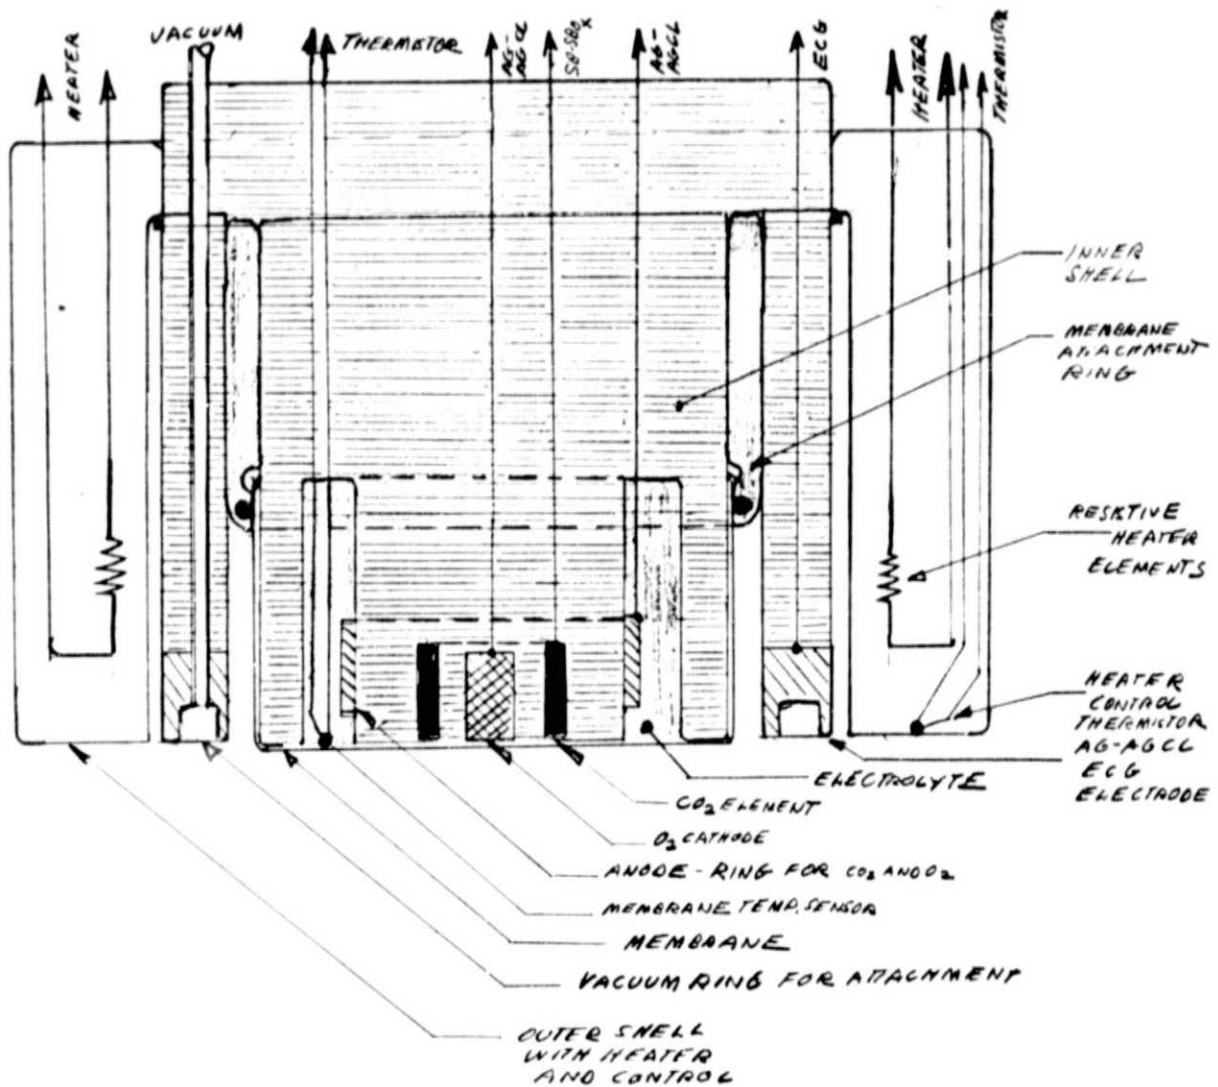 HEATER
VACUUM
THERMISTOR
AG-
AGCL
SB-SBOX
AG-
AGCL
ECG
HEATER
THERMISTOR
INNER
SHELL
MEMBRANE
ATTACHMENT
RING
RESISTIVE
HEATER
ELEMENTS
HEATER
CONTROL
THERMISTOR
AG-AGCL
ECG
ELECTRODE
ELECTROLYTE
CO2 ELEMENT
O2 CATHODE
ANODE-RING FOR CO2 AND O2
MEMBRANE TEMP. SENSOR
MEMBRANE
VACUUM RING FOR ATTACHMENT
OUTER SHELL
WITH HEATER
AND CONTROL